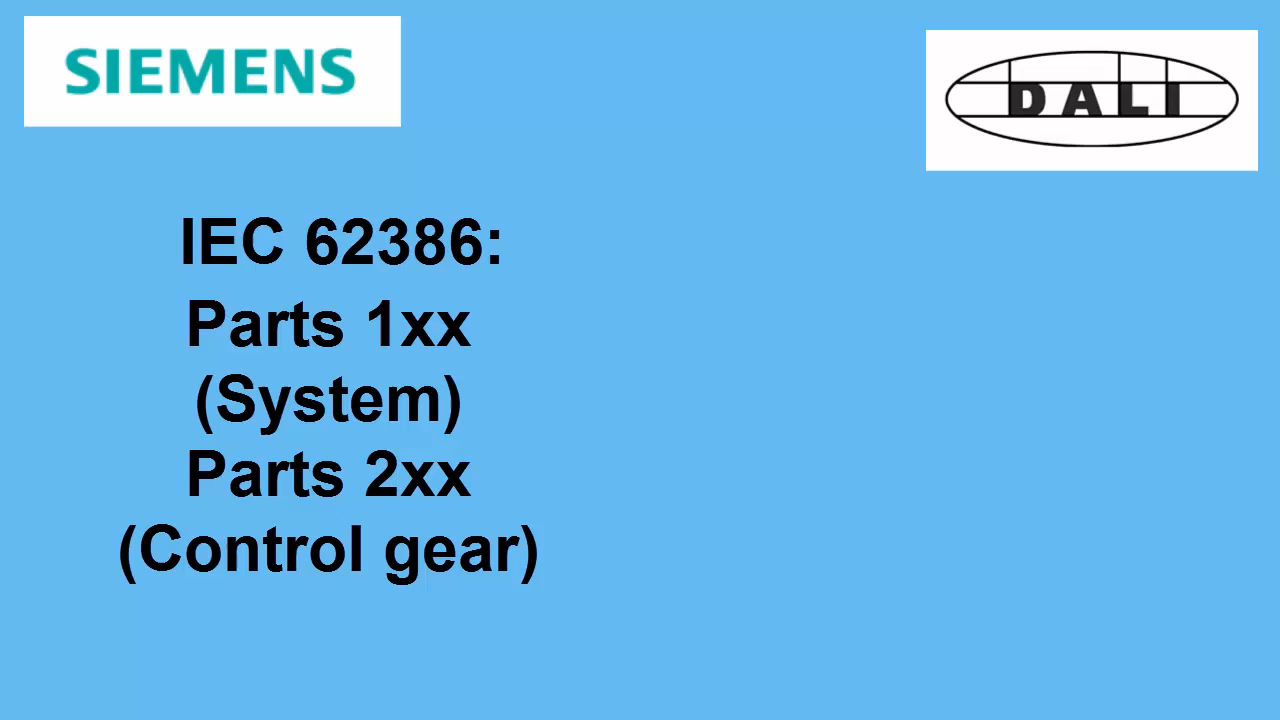 SIEMENS
DALI
IEC 62386:
Parts 1xx
(System)
Parts 2xx
(Control gear)